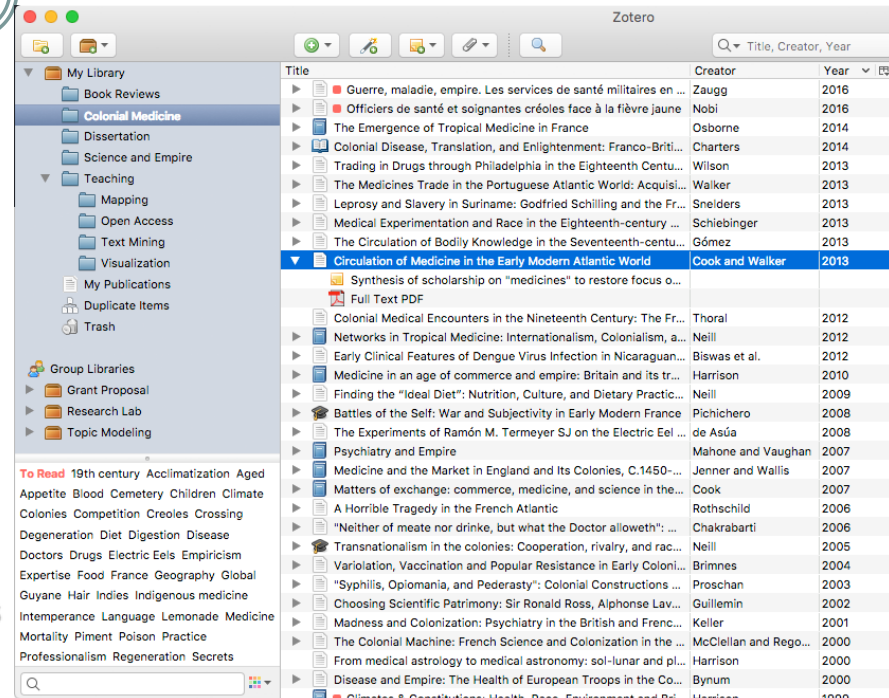 Zotero
Title, Creator, Year
My Library
Book Reviews
Colonial Medicine
Dissertation
Science and Empire
Teaching
Mapping
Open Access
Text Mining
Visualization
My Publications
Duplicate Items
Trash
Group Libraries
Grant Proposal
Research Lab
Topic Modeling
To Read 19th century Acclimatization Aged
Appetite Blood Cemetery Children Climate
Colonies Competition Creoles Crossing
Degeneration Diet Digestion Disease
Doctors Drugs Electric Eels Empiricism
Expertise Food France Geography Global
Guyane Hair Indies Indigenous medicine
Intemperance Language Lemonade Medicine
Mortality Piment Poison Practice
Professionalism Regeneration Secrets
Title Creator Year
Guerre, maladie, empire. Les services de santé militaires en ... Zaugg 2016
Officiers de santé et soignantes créoles face à la fièvre jaune Nobi 2016
The Emergence of Tropical Medicine in France Osborne 2014
Colonial Disease, Translation, and Enlightenment: Franco-Briti... Charters 2014
Trading in Drugs through Philadelphia in the Eighteenth Centu... Wilson 2013
The Medicines Trade in the Portuguese Atlantic World: Acquisi... Walker 2013
Leprosy and Slavery in Suriname: Godfried Schilling and the Fr... Snelders 2013
Medical Experimentation and Race in the Eighteenth-century ... Schiebinger 2013
The Circulation of Bodily Knowledge in the Seventeenth-centu... Gómez 2013
Circulation of Medicine in the Early Modern Atlantic World Cook and Walker 2013
Synthesis of scholarship on "medicines" to restore focus o...
Full Text PDF
Colonial Medical Encounters in the Nineteenth Century: The Fr... Thoral 2012
Networks in Tropical Medicine: Internationalism, Colonialism, a... Neill 2012
Early Clinical Features of Dengue Virus Infection in Nicaraguan... Biswas et al. 2012
Medicine in an age of commerce and empire: Britain and its tr... Harrison 2010
Finding the “Ideal Diet”: Nutrition, Culture, and Dietary Practic... Neill 2009
Battles of the Self: War and Subjectivity in Early Modern France Pichichero 2008
The Experiments of Ramón M. Termeyer SJ on the Electric Eel ... de Asúa 2008
Psychiatry and Empire Mahone and Vaughan 2007
Medicine and the Market in England and Its Colonies, C.1450-... Jenner and Wallis 2007
Matters of exchange: commerce, medicine, and science in the... Cook 2007
A Horrible Tragedy in the French Atlantic Rothschild 2006
"Neither of meate nor drinke, but what the Doctor alloweth": ... Chakrabarti 2006
Transnationalism in the colonies: Cooperation, rivalry, and rac... Neill 2005
Variolation, Vaccination and Popular Resistance in Early Coloni... Brimnes 2004
"Syphilis, Opiomania, and Pederasty": Colonial Constructions ... Proschan 2003
Choosing Scientific Patrimony: Sir Ronald Ross, Alphonse Lav... Guillemin 2002
Madness and Colonization: Psychiatry in the British and Frenc... Keller 2001
The Colonial Machine: French Science and Colonization in the ... McClellan and Rego... 2000
From medical astrology to medical astronomy: sol-lunar and pl... Harrison 2000
Disease and Empire: The Health of European Troops in the Co... Bynum 2000
Climates & Constitutions: Health, Race, Environment and Bri... Harrison 1999